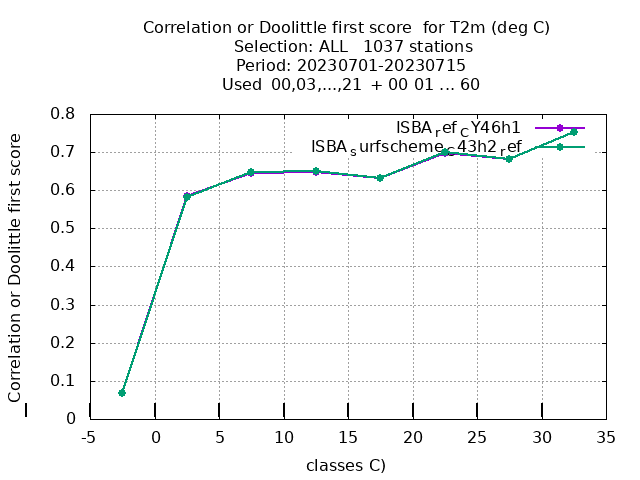 Correlation or Doolittle first score  for T2m (deg C)
Selection: ALL   1037 stations
Period: 20230701-20230715
Used  00,03,...,21  + 00 01 ... 60
ISBA_ref_CY46h1
ISBA_surfscheme_C43h2_ref
Correlation or Doolittle first score
0.8
0.7
0.6
0.5
0.4
0.3
0.2
0.1
0
-5 0 5 10 15 20 25 30 35
classes C)